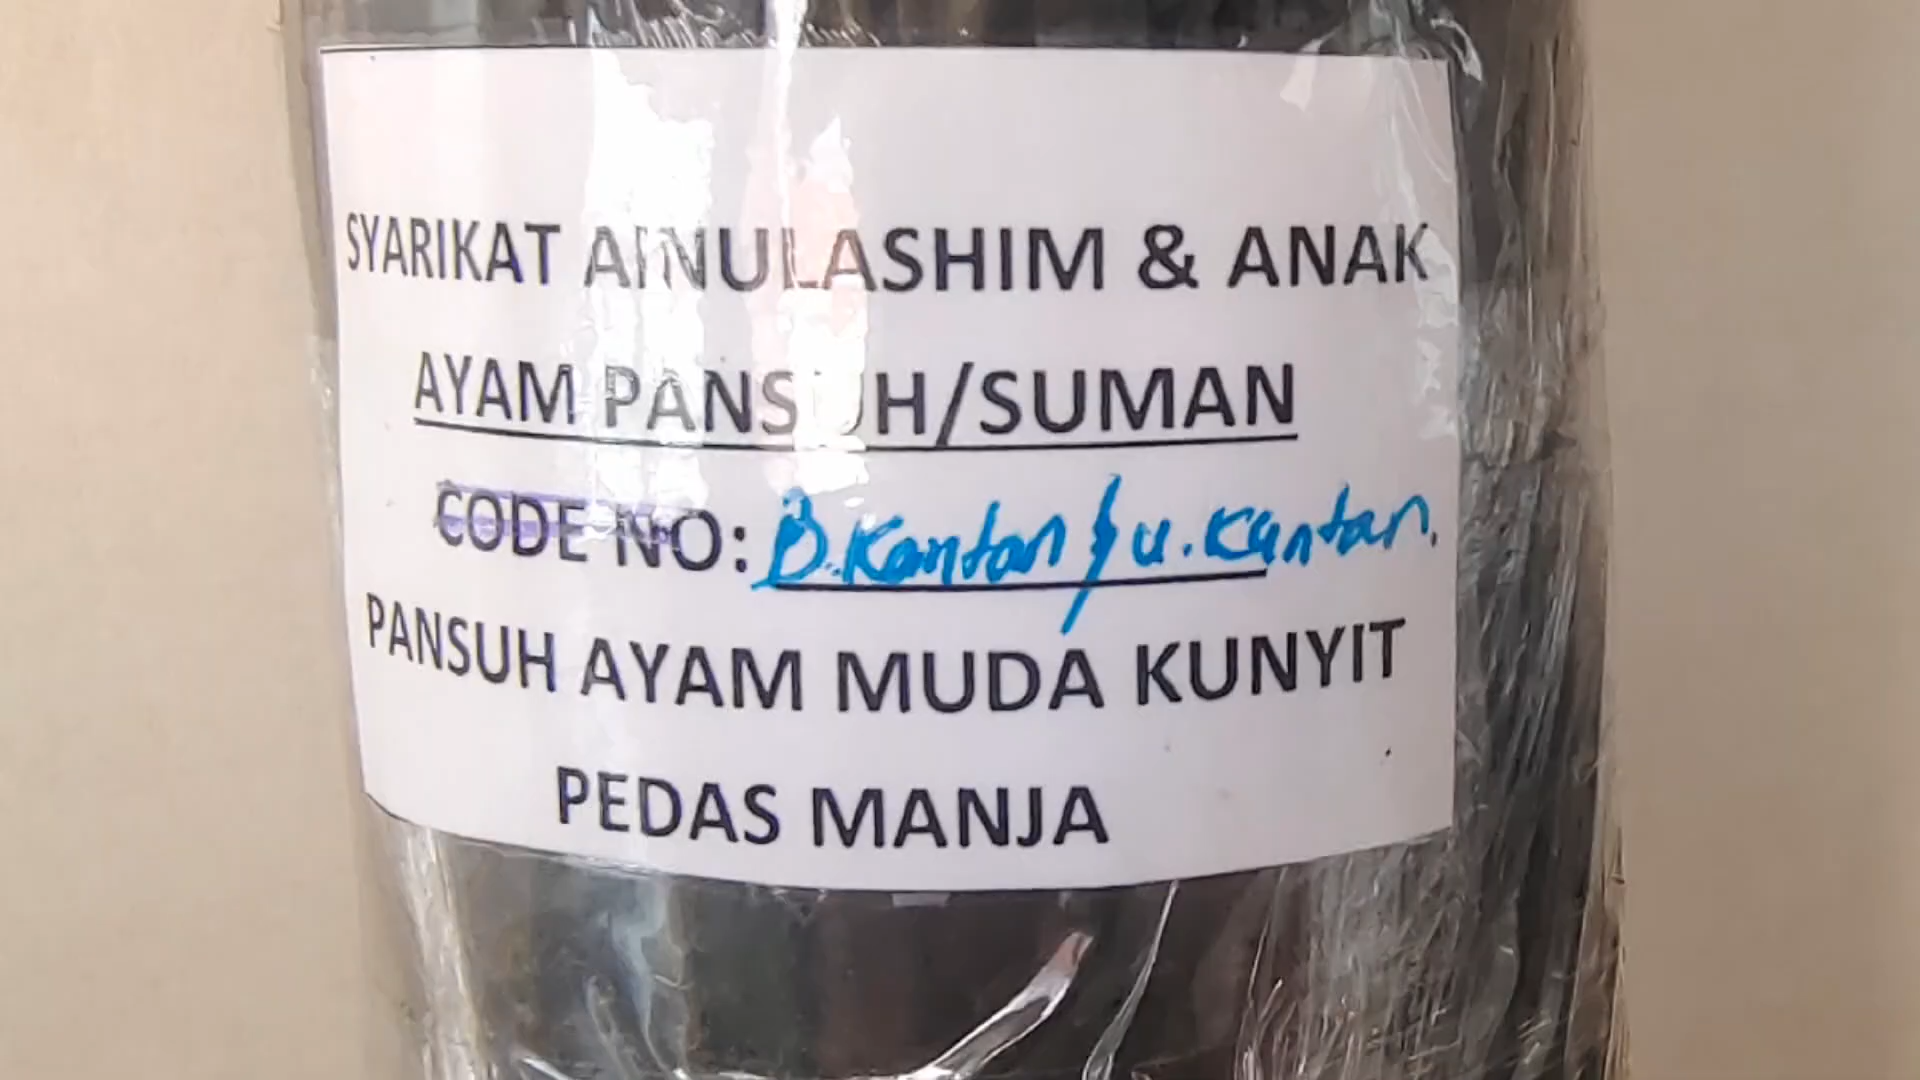 SYARIKAT AINULASHIM & ANAK
AYAM PANSUH/SUMAN
CODE NO: B.Kantan / u.Kantan.
PANSUH AYAM MUDA KUNYIT
PEDAS MANJA